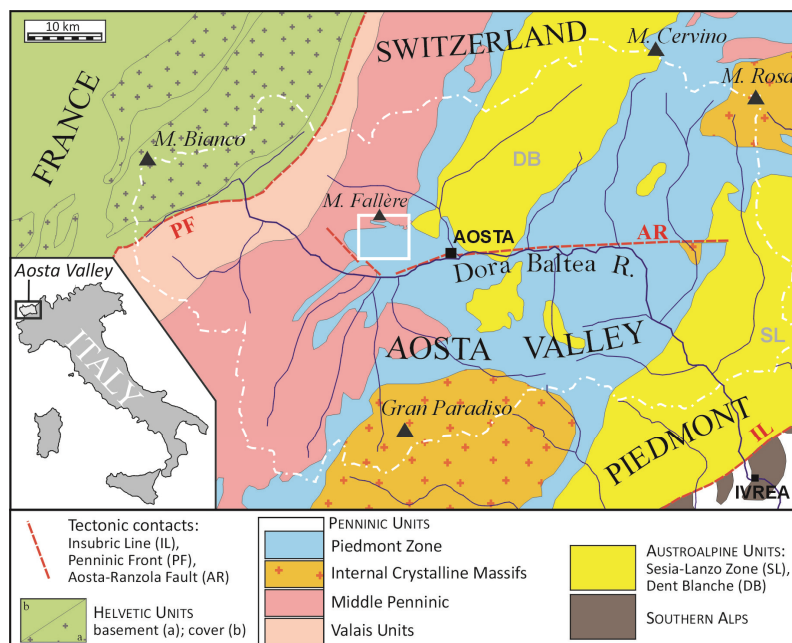 10 km
SWITZERLAND
M. Cervino
M. Rosa
FRANCE
M. Bianco
DB
M. Fallère
PF
AOSTA
AR
Dora Baltea R.
Aosta Valley
ITALY
AOSTA VALLEY
SL
Gran Paradiso
PIEDMONT
IL
IVREA
Tectonic contacts:
Insubric Line (IL),
Penninic Front (PF),
Aosta-Ranzola Fault (AR)
b
a
HELVETIC UNITS
basement (a); cover (b)
PENNINIC UNITS
Piedmont Zone
Internal Crystalline Massifs
Middle Penninic
Valais Units
AUSTROALPINE UNITS:
Sesia-Lanzo Zone (SL),
Dent Blanche (DB)
SOUTHERN ALPS